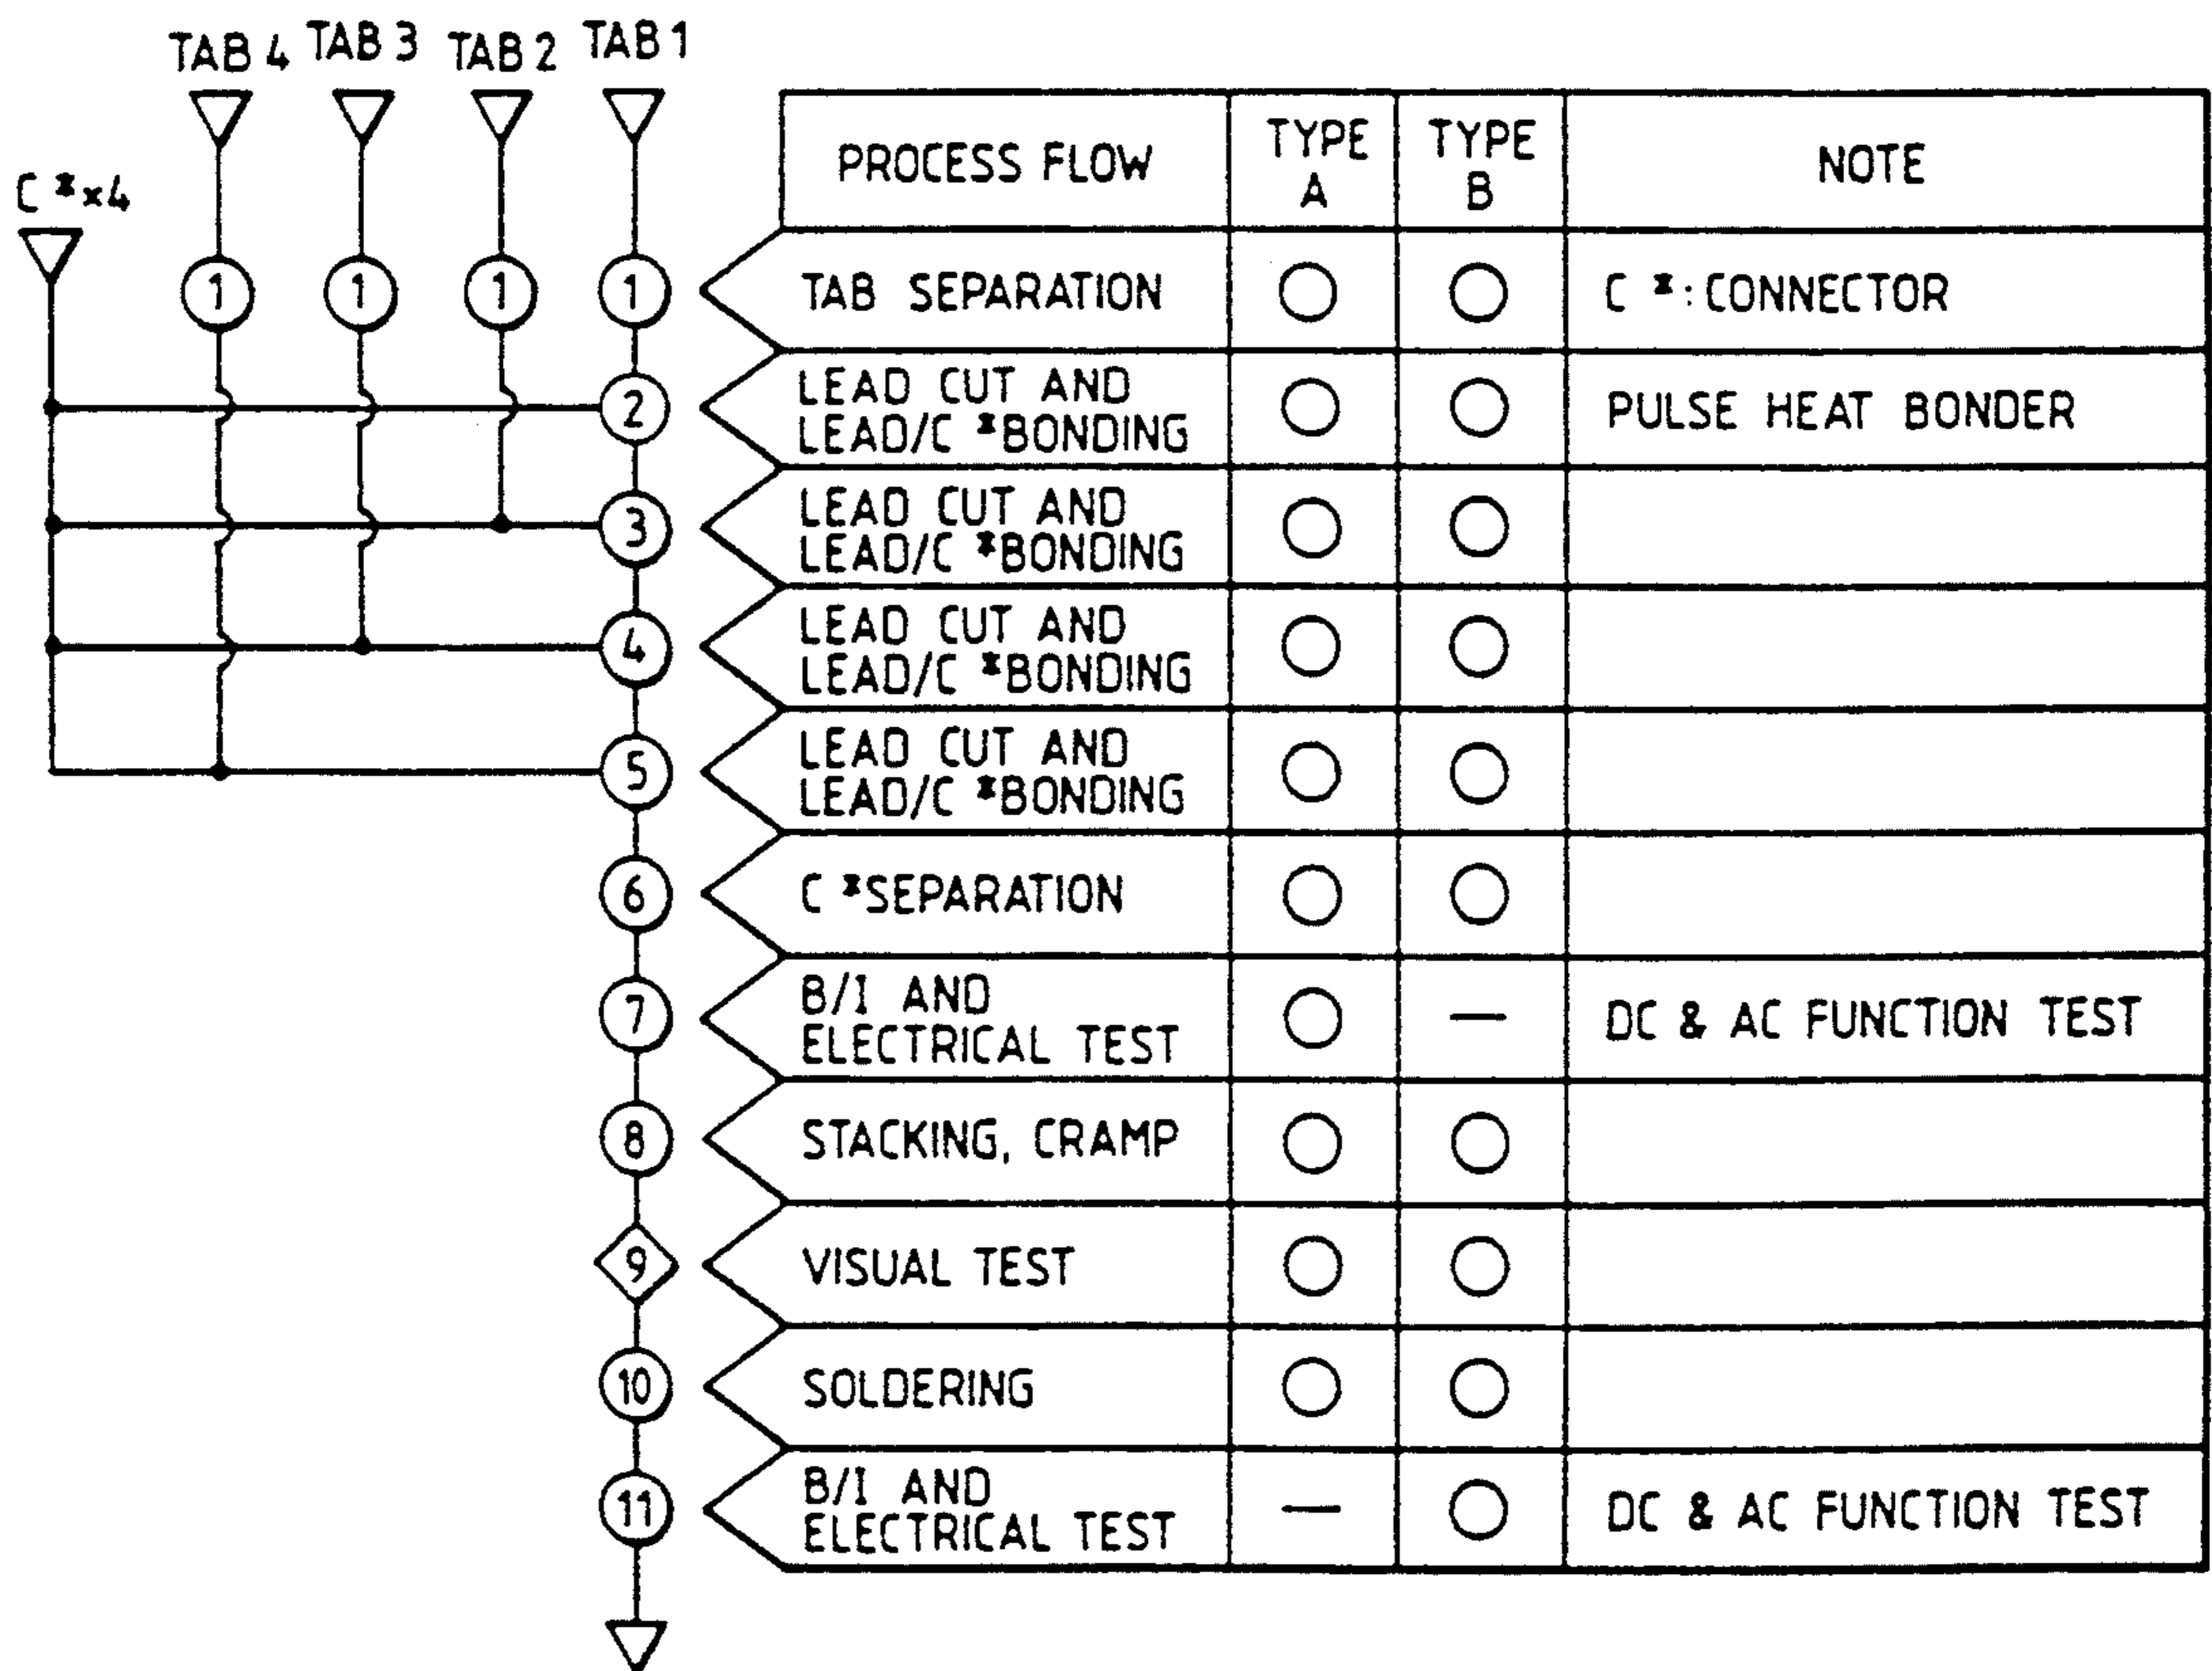 TAB 4 TAB 3 TAB 2 TAB 1
C *x4
PROCESS FLOW
TYPE
A
TYPE
B
NOTE
1 1 1 1
TAB SEPARATION
C *: CONNECTOR
2
LEAD CUT AND
LEAD/C *BONDING
PULSE HEAT BONDER
3
LEAD CUT AND
LEAD/C *BONDING
4
LEAD CUT AND
LEAD/C *BONDING
5
LEAD CUT AND
LEAD/C *BONDING
6
C *SEPARATION
7
B/I AND
ELECTRICAL TEST
—
DC & AC FUNCTION TEST
8
STACKING, CRAMP
9
VISUAL TEST
10
SOLDERING
11
B/I AND
ELECTRICAL TEST
—
DC & AC FUNCTION TEST